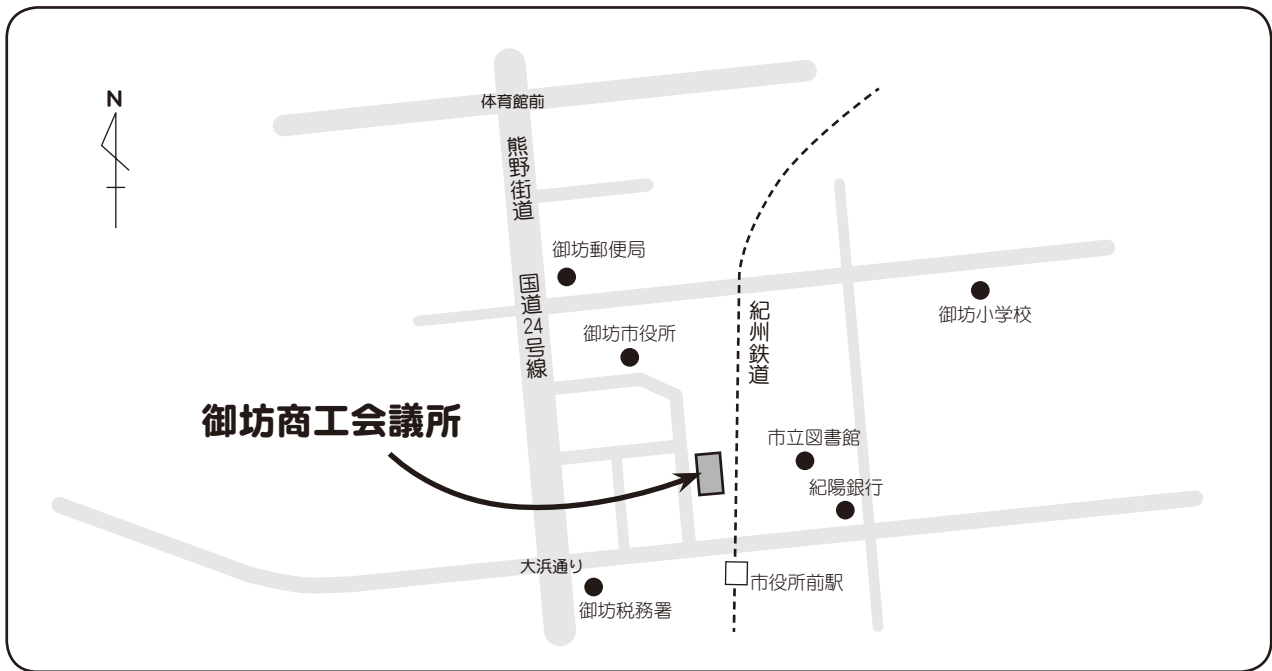 N
体育館前
熊野街道
御坊郵便局
国道24号線
御坊小学校
紀州鉄道
御坊市役所
御坊商工会議所
市立図書館
紀陽銀行
大浜通り
市役所前駅
御坊税務署